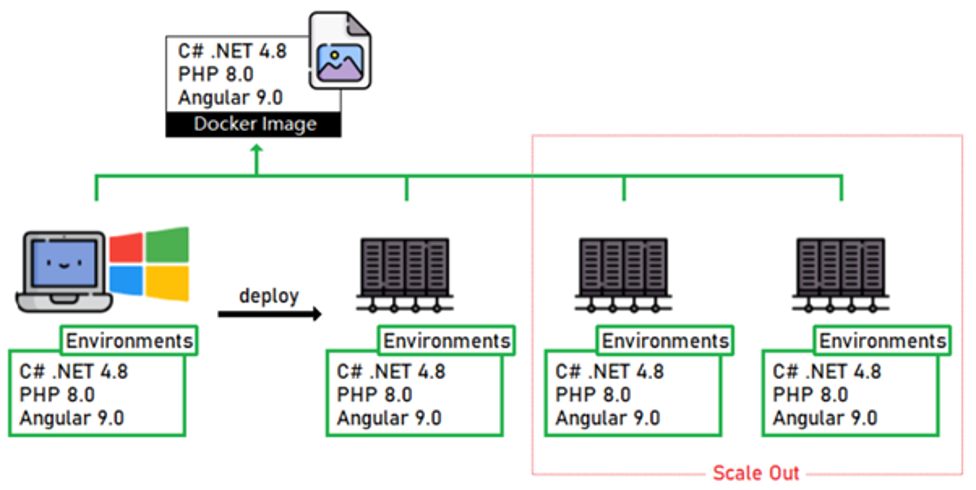 C# .NET 4.8
PHP 8.0
Angular 9.0
Docker Image
deploy
Environments
C# .NET 4.8
PHP 8.0
Angular 9.0
Environments
C# .NET 4.8
PHP 8.0
Angular 9.0
Environments
C# .NET 4.8
PHP 8.0
Angular 9.0
Environments
C# .NET 4.8
PHP 8.0
Angular 9.0
Scale Out